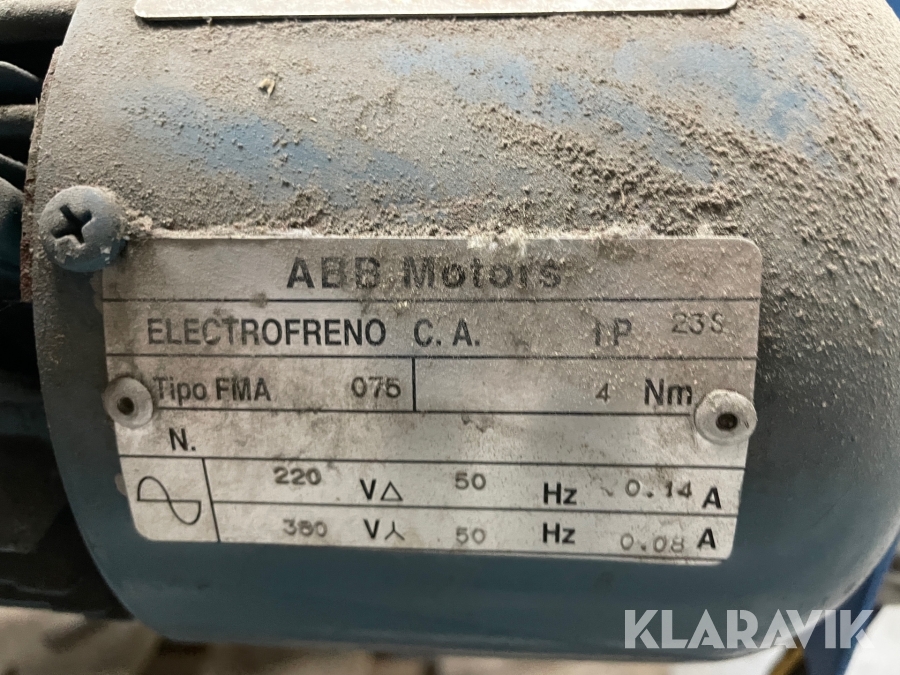 ABB Motors
ELECTROFRENO C. A. IP 23S
Tipo FMA 075 4 Nm
N.
220 V△ 50 Hz 0.14 A
380 V⅄ 50 Hz 0.08 A
KLARAVIK